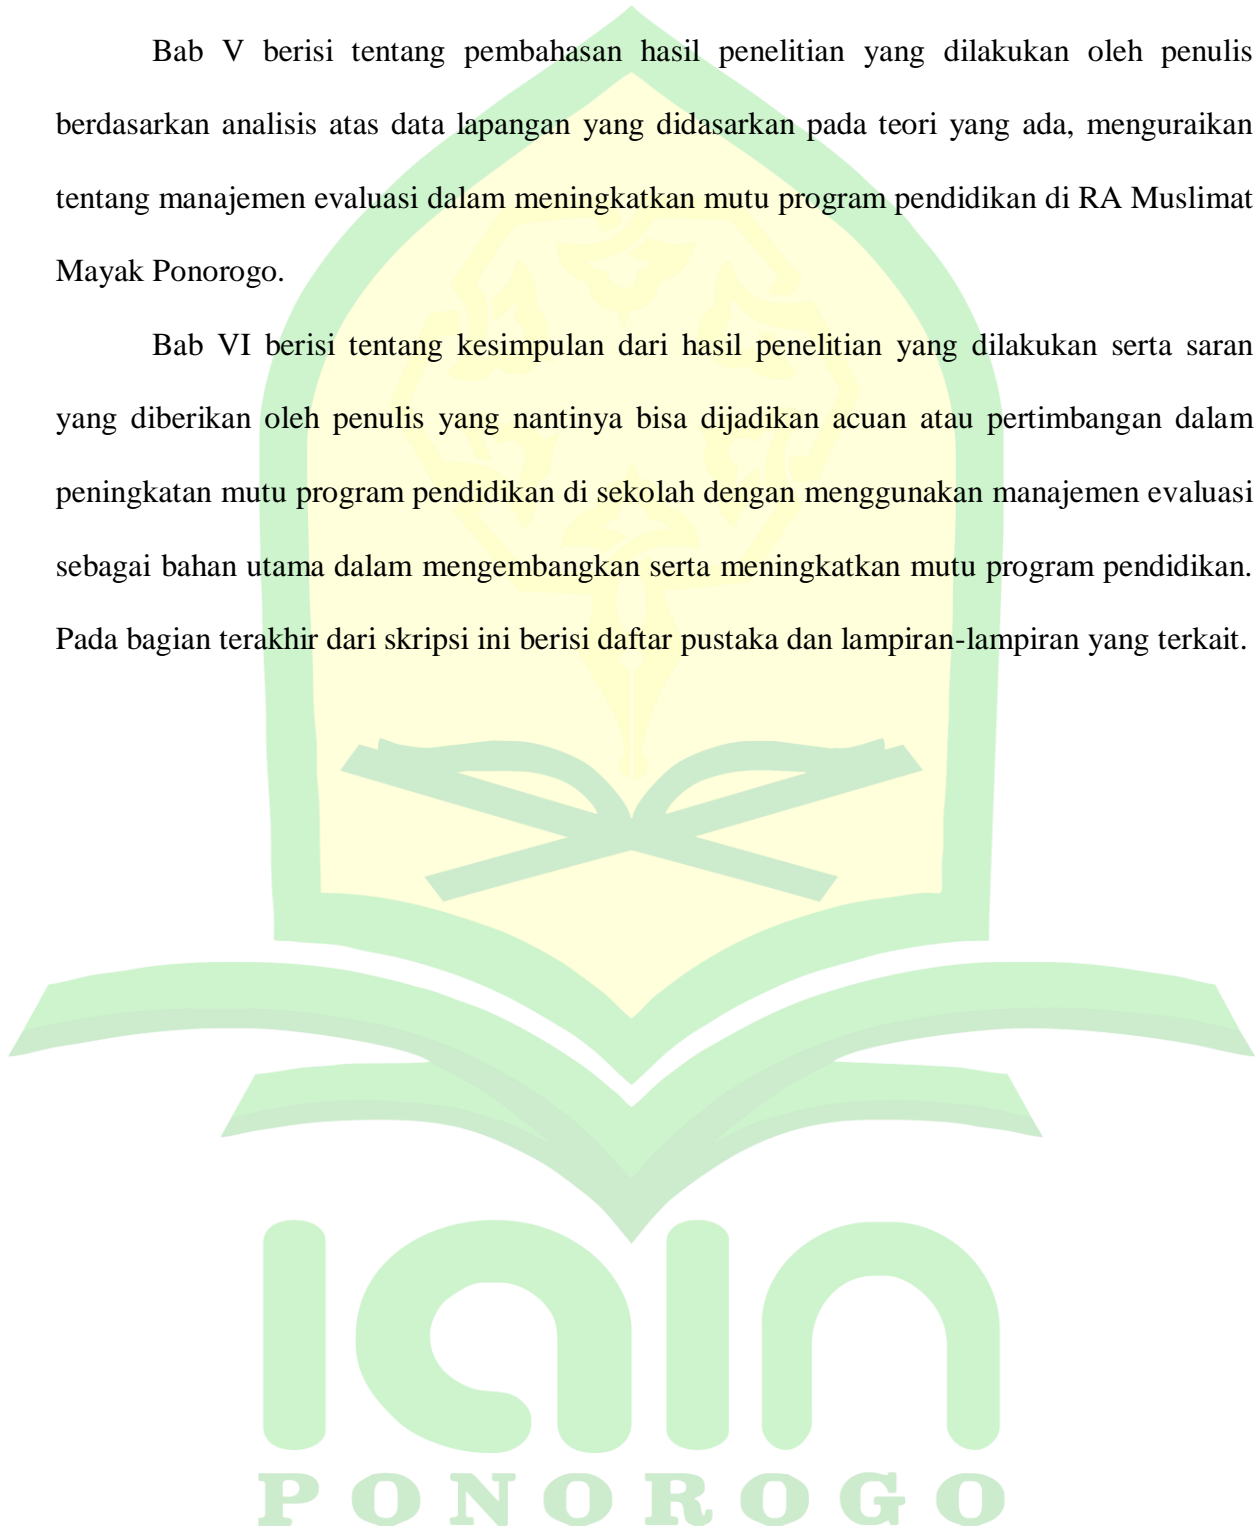 Bab V berisi tentang pembahasan hasil penelitian yang dilakukan oleh penulis
berdasarkan analisis atas data lapangan yang didasarkan pada teori yang ada, menguraikan
tentang manajemen evaluasi dalam meningkatkan mutu program pendidikan di RA Muslimat
Mayak Ponorogo.
Bab VI berisi tentang kesimpulan dari hasil penelitian yang dilakukan serta saran
yang diberikan oleh penulis yang nantinya bisa dijadikan acuan atau pertimbangan dalam
peningkatan mutu program pendidikan di sekolah dengan menggunakan manajemen evaluasi
sebagai bahan utama dalam mengembangkan serta meningkatkan mutu program pendidikan.
Pada bagian terakhir dari skripsi ini berisi daftar pustaka dan lampiran-lampiran yang terkait.
iain
PONOROGO